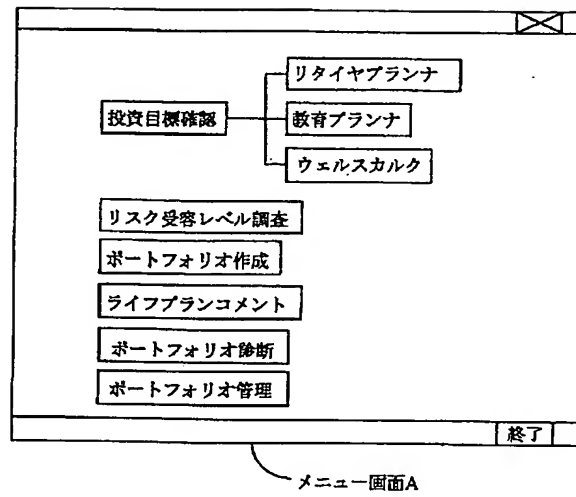 リタイヤプランナ
投資目標確認
教育プランナ
ウェルスカルク
リスク受容レベル調査
ポートフォリオ作成
ライフプランコメント
ポートフォリオ診断
ポートフォリオ管理
終了
メニュー画面A